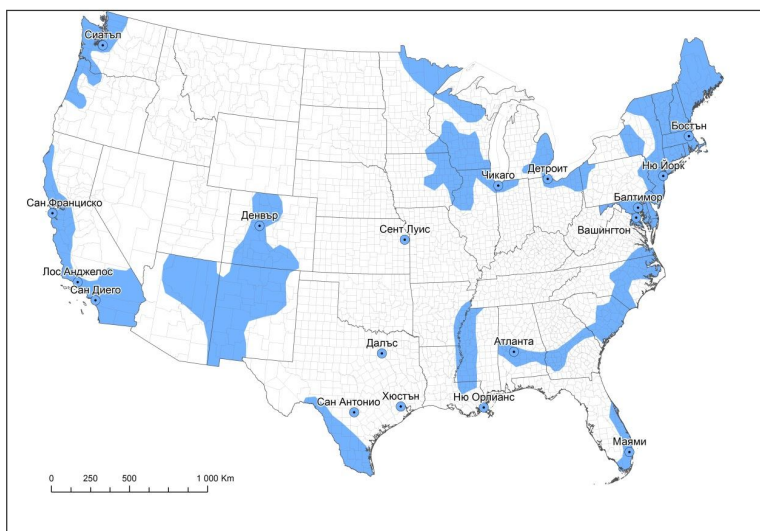 Сиатъл
Бостън
Ню Йорк
Детроит
Чикаго
Балтимор
Вашингтон
Сан Франциско
Денвър
Сент Луис
Лос Анджелос
Сан Диего
Далъс
Атланта
Сан Антонио
Хюстън
Ню Орлианс
Маями
0 250 500 1 000 Km